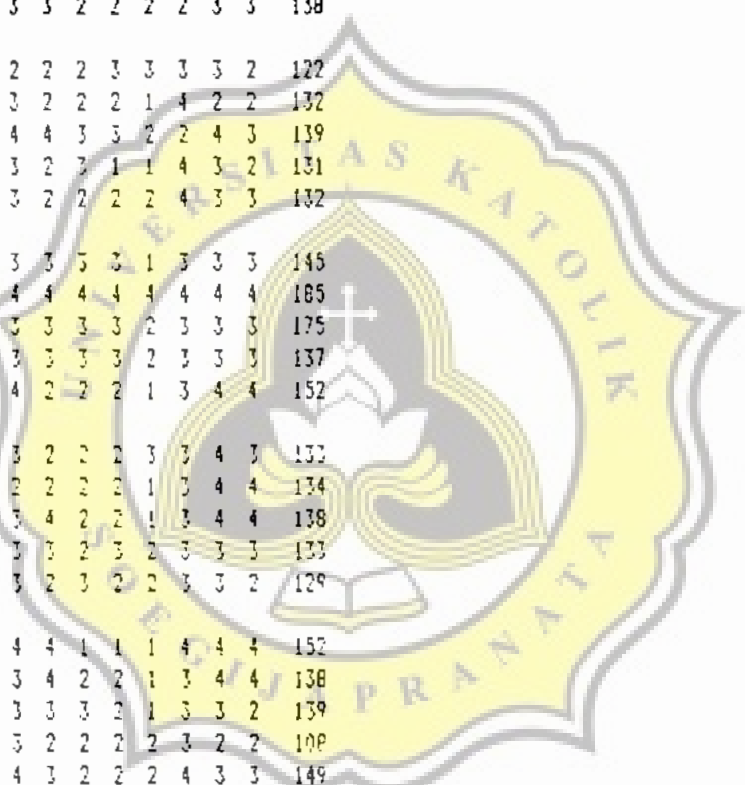 3 3 2 2 2 2 3 3 138
2 2 2 3 3 3 3 2 122
3 2 2 2 1 4 2 2 132
4 4 3 3 2 2 4 3 139
3 2 3 1 1 4 3 2 131
3 2 2 2 2 4 3 3 132
3 3 3 3 1 3 3 3 145
4 4 4 4 4 4 4 4 185
3 3 3 3 2 3 3 3 175
3 3 3 3 2 3 3 3 137
4 2 2 2 1 3 4 4 152
3 2 2 2 3 3 4 3 133
2 2 2 2 1 3 4 4 134
3 4 2 2 1 3 4 4 138
3 3 2 3 2 3 3 3 133
3 2 3 2 2 3 3 2 129
4 4 1 1 1 4 4 4 152
3 4 2 2 1 3 4 4 138
3 3 3 2 1 3 3 2 139
3 2 2 2 2 3 2 2 108
4 3 2 2 2 4 3 3 149
UNIVERSITAS KATOLIK
SOEGIJAPRANATA